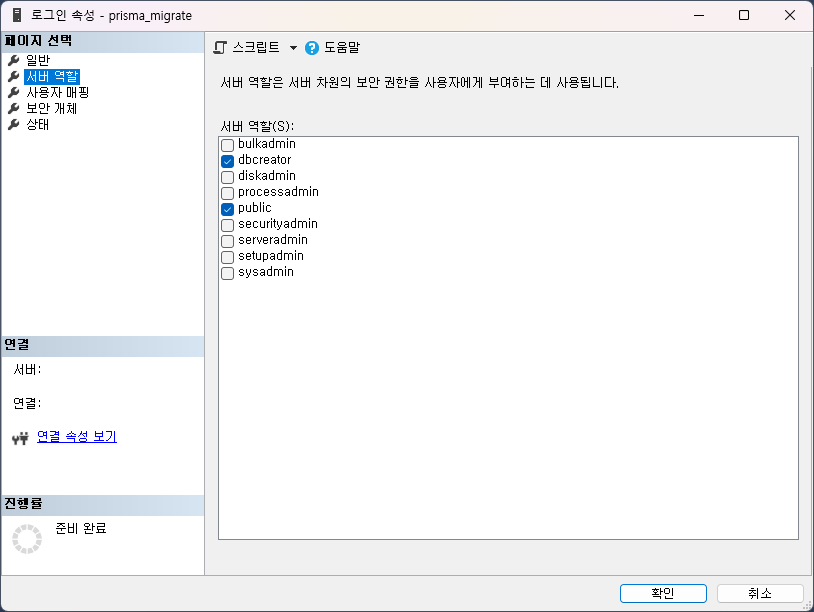 로그인 속성 - prisma_migrate
페이지 선택
일반
서버 역할
사용자 매핑
보안 개체
상태
스크립트
도움말
서버 역할은 서버 차원의 보안 권한을 사용자에게 부여하는 데 사용됩니다.
서버 역할(S):
bulkadmin
dbcreator
diskadmin
processadmin
public
securityadmin
serveradmin
setupadmin
sysadmin
연결
서버:
연결:
연결 속성 보기
진행률
준비 완료
확인
취소